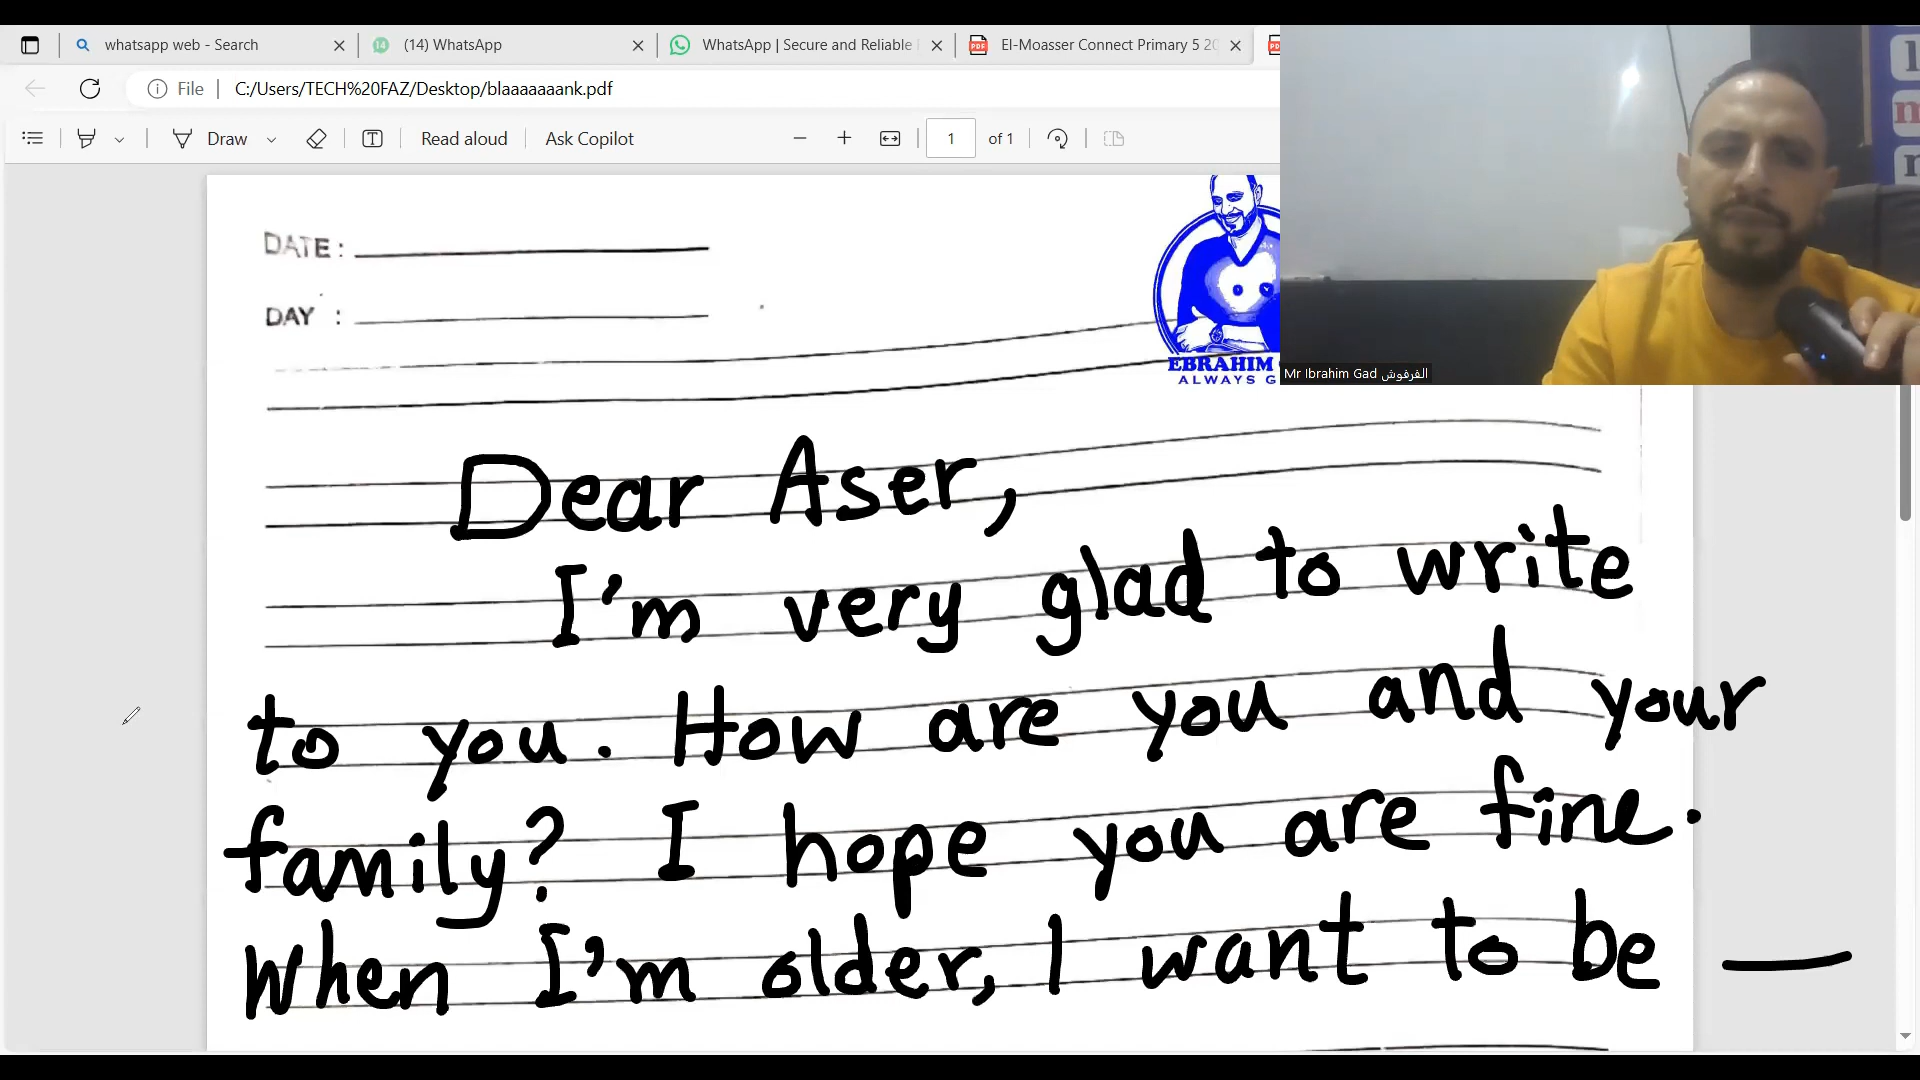 whatsapp web - Search
(14) WhatsApp
WhatsApp | Secure and Reliable
El-Moasser Connect Primary 5 20
File
C:/Users/TECH%20FAZ/Desktop/blaaaaaaank.pdf
Draw
Read aloud
Ask Copilot
1
of 1
DATE :
DAY :
EBRAHIM
ALWAYS G
Mr Ibrahim Gad الفرفوش
Dear Aser,
I'm very glad to write
to you. How are you and your
family? I hope you are fine.
When I'm older, I want to be